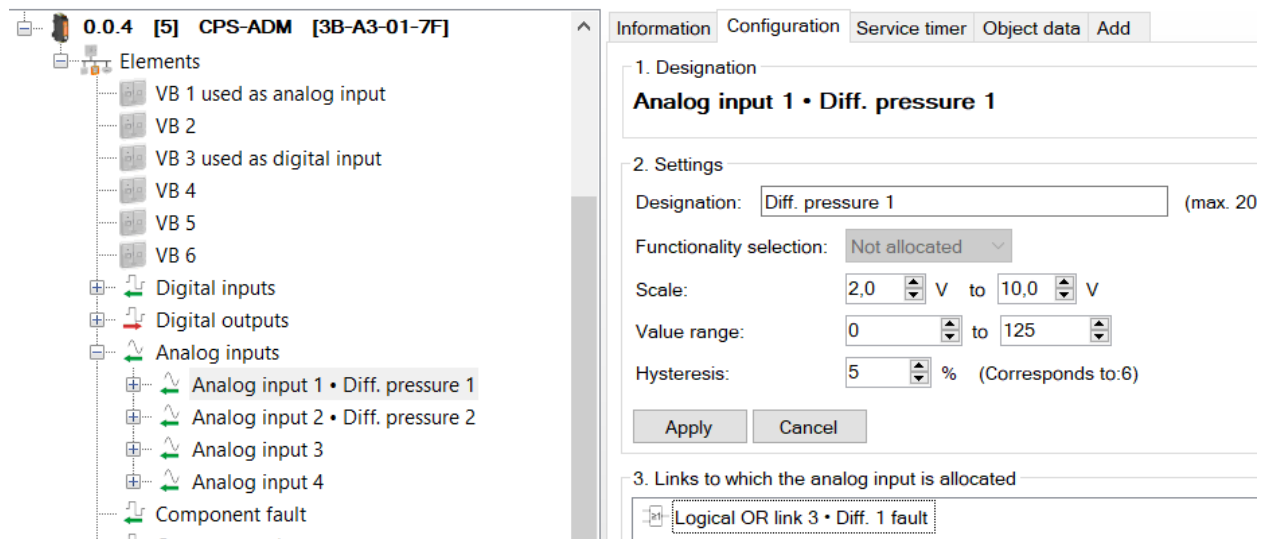 0.0.4 [5] CPS-ADM [3B-A3-01-7F]
Elements
VB 1 used as analog input
VB 2
VB 3 used as digital input
VB 4
VB 5
VB 6
Digital inputs
Digital outputs
Analog inputs
Analog input 1 • Diff. pressure 1
Analog input 2 • Diff. pressure 2
Analog input 3
Analog input 4
Component fault
Information Configuration Service timer Object data Add
1. Designation
Analog input 1 • Diff. pressure 1
2. Settings
Designation: Diff. pressure 1 (max. 20
Functionality selection: Not allocated
Scale: 2,0 V to 10,0 V
Value range: 0 to 125
Hysteresis: 5 % (Corresponds to:6)
Apply Cancel
3. Links to which the analog input is allocated
≥1 Logical OR link 3 • Diff. 1 fault